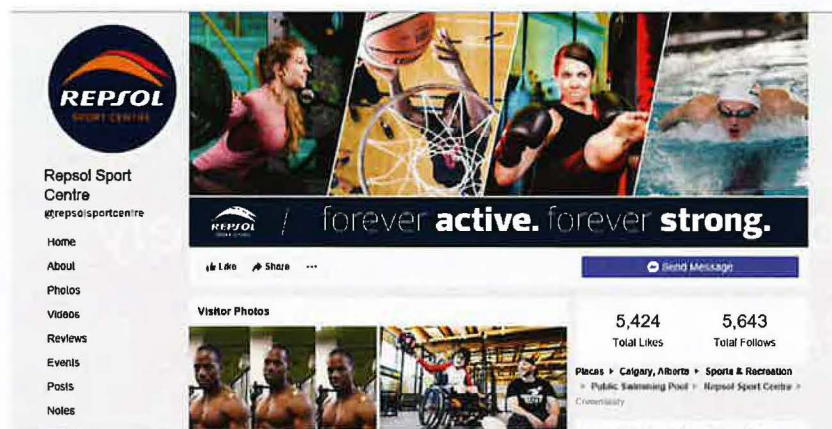 REPSOL
SPORT CENTRE
Repsol Sport
Centre
@repsolsportcentre
Home
About
Photos
Videos
Reviews
Events
Posts
Notes
REPSOL
forever active. forever strong.
Like
Share
Send Message
Visitor Photos
5,424
5,643
Total Likes
Total Follows
Places ▸ Calgary, Alberta ▸ Sports & Recreation
▸ Public Swimming Pool ▸ Repsol Sport Centre ▸
Community